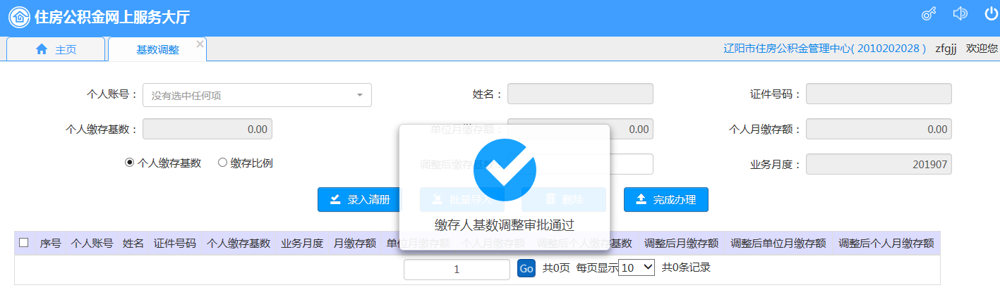 住房公积金网上服务大厅
主页 基数调整 辽阳市住房公积金管理中心( 2010202028 ) zfgjj 欢迎您
个人账号： 没有选中任何项 姓名： 证件号码：
个人缴存基数： 0.00 单位月缴存额： 0.00 个人月缴存额： 0.00
个人缴存基数 缴存比例 调整后缴存基数 业务月度： 201907
录入清册 批量导入 删除 完成办理
缴存人基数调整审批通过
序号 个人账号 姓名 证件号码 个人缴存基数 业务月度 月缴存额 单位月缴存额 个人月缴存额 调整后个人缴存基数 调整后月缴存额 调整后单位月缴存额 调整后个人月缴存额
1 Go 共0页 每页显示 10 共0条记录